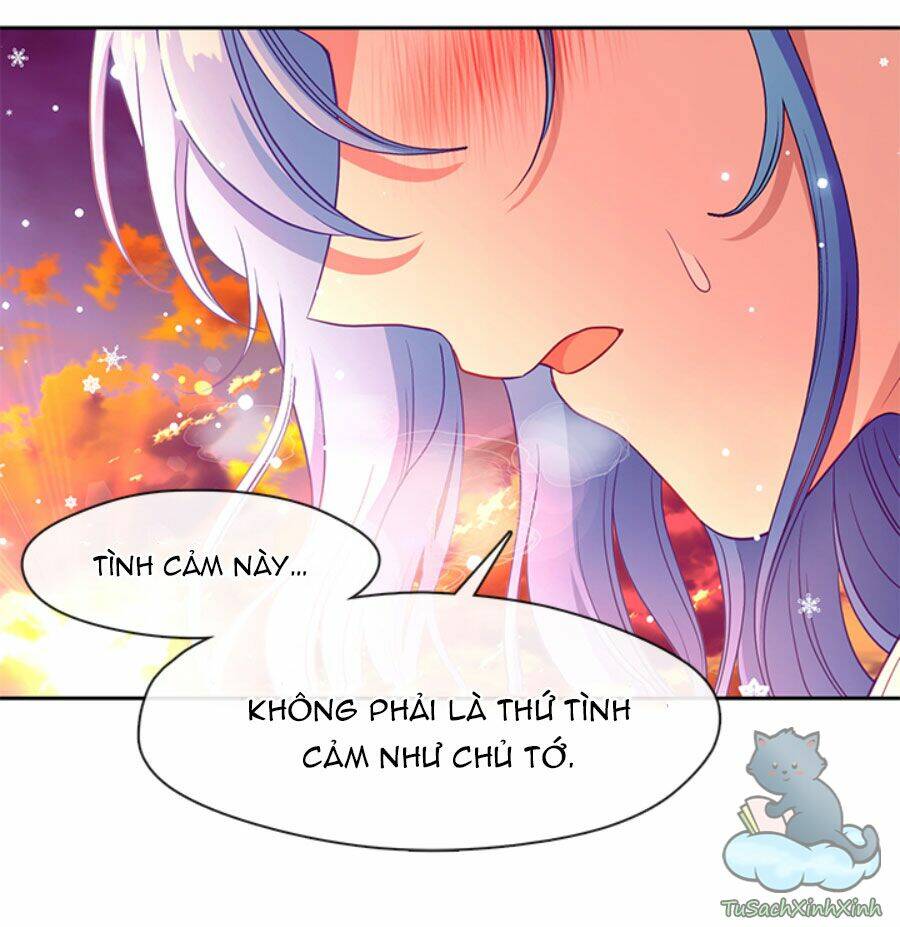 TÌNH CẢM NÀY...
KHÔNG PHẢI LÀ THỨ TÌNH
CẢM NHƯ CHỦ TỚ.
TuSachXinhXinh